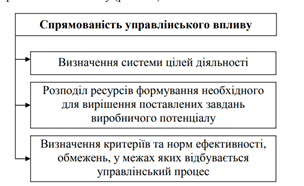 Спрямованість управлінського впливу
Визначення системи цілей діяльності
Розподіл ресурсів формування необхідного
для вирішення поставлених завдань
виробничого потенціалу
Визначення критеріїв та норм ефективності,
обмежень, у межах яких відбувається
управлінський процес